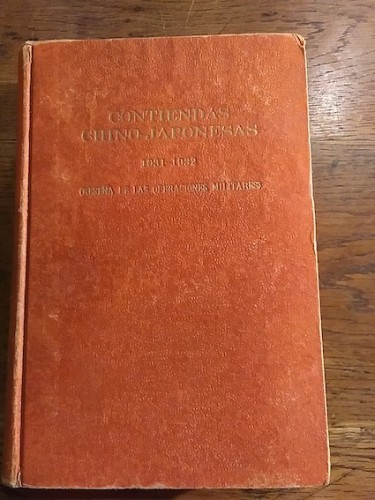 CONTIENDAS
CHINO-JAPONESAS
1931-1932
(RESEÑA DE LAS OPERACIONES MILITARES)